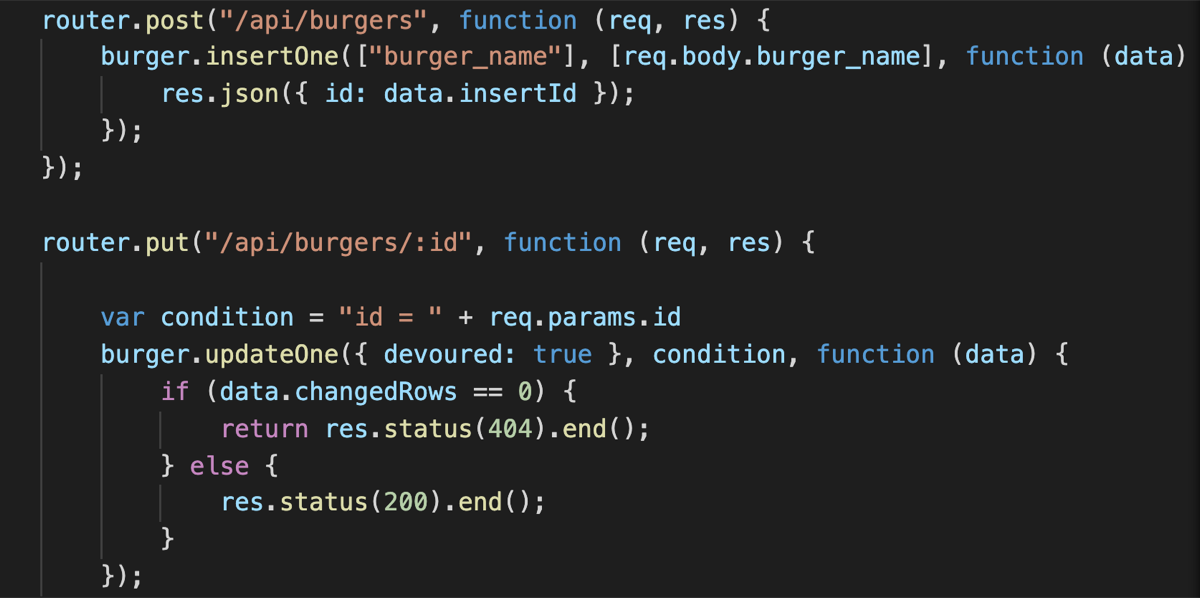 router.post("/api/burgers", function (req, res) {
    burger.insertOne(["burger_name"], [req.body.burger_name], function (data)
        res.json({ id: data.insertId });
    });
});

router.put("/api/burgers/:id", function (req, res) {

    var condition = "id = " + req.params.id
    burger.updateOne({ devoured: true }, condition, function (data) {
        if (data.changedRows == 0) {
            return res.status(404).end();
        } else {
            res.status(200).end();
        }
    });